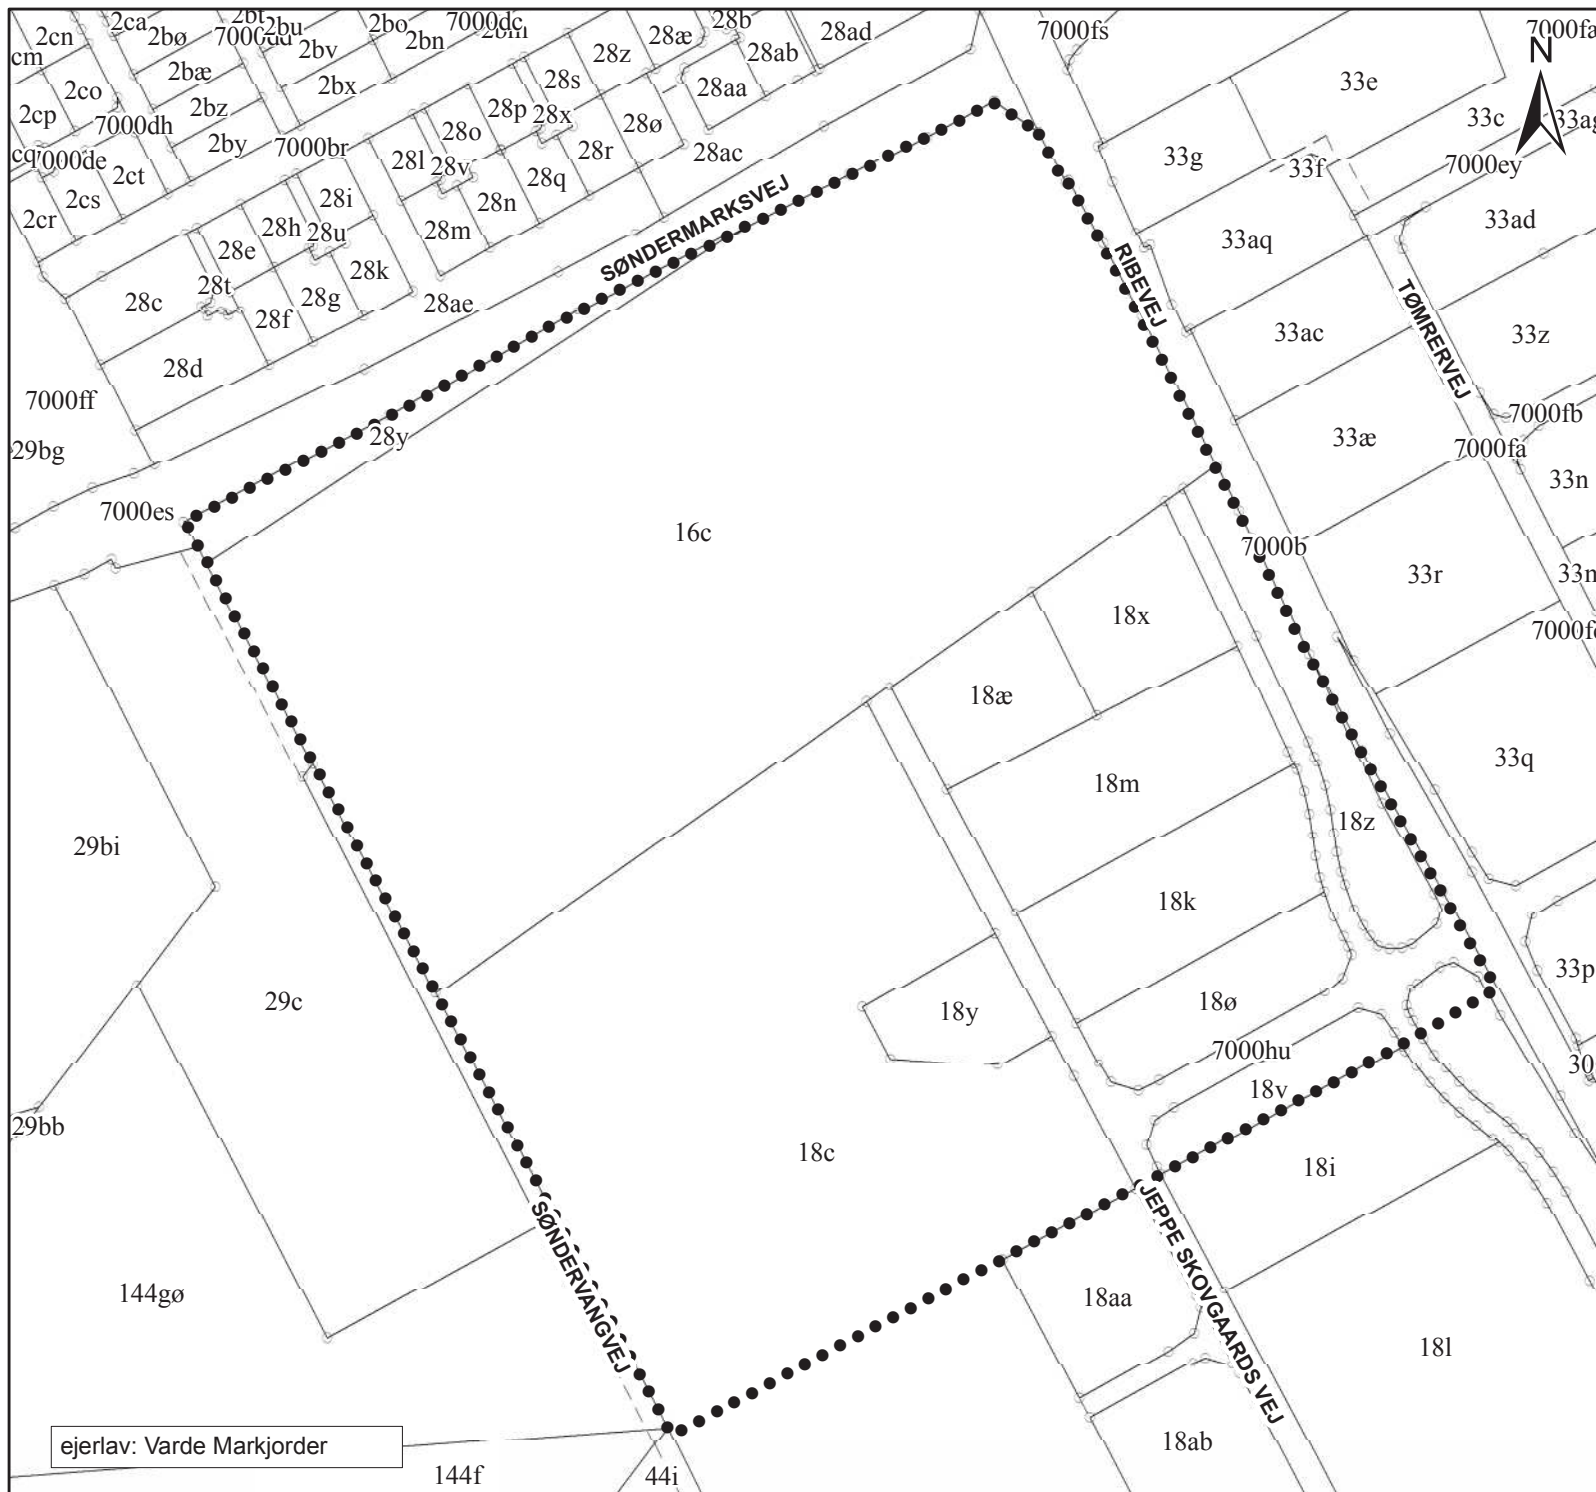 2cn
2ca
2bø
2bt
2bu
2bo
7000dc
28æ
28b
28ad
7000fs
7000fa
cm
7000dd
2bv
2bn
28z
28ab
N
2bæ
2co
2bx
28s
28aa
33e
2cp
2bz
28p
28x
28ø
33c
33ag
7000dh
2by
7000br
28o
28r
28ac
33g
33f
7000ey
7000de
2ct
28l
28v
28q
2cs
28i
28n
SØNDERMARKSVEJ
2cr
28h
28u
28m
33ad
28e
28k
RIBEVEJ
33aq
28t
28c
28g
28ae
28f
TØMRERVEJ
33ac
33z
28d
7000ff
7000fb
29bg
28y
33æ
7000fa
33n
7000es
16c
7000b
33r
33n
18x
18æ
33q
18m
18z
29bi
18k
33p
29c
18y
18ø
7000hu
30
18v
29bb
18c
18i
SØNDERVANGVEJ
JEPPE SKOVGAARDS VEJ
144gø
18aa
18l
ejerlav: Varde Markjorder
18ab
144f
44i